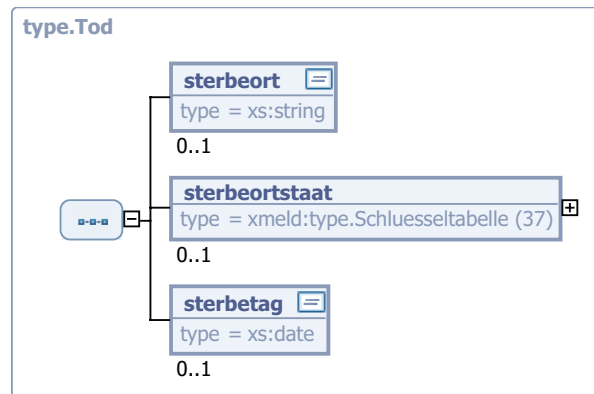 type.Tod
sterbeort
type = xs:string
0..1
sterbeortstaat
type = xmeld:type.Schluesseltabelle (37)
0..1
sterbetag
type = xs:date
0..1